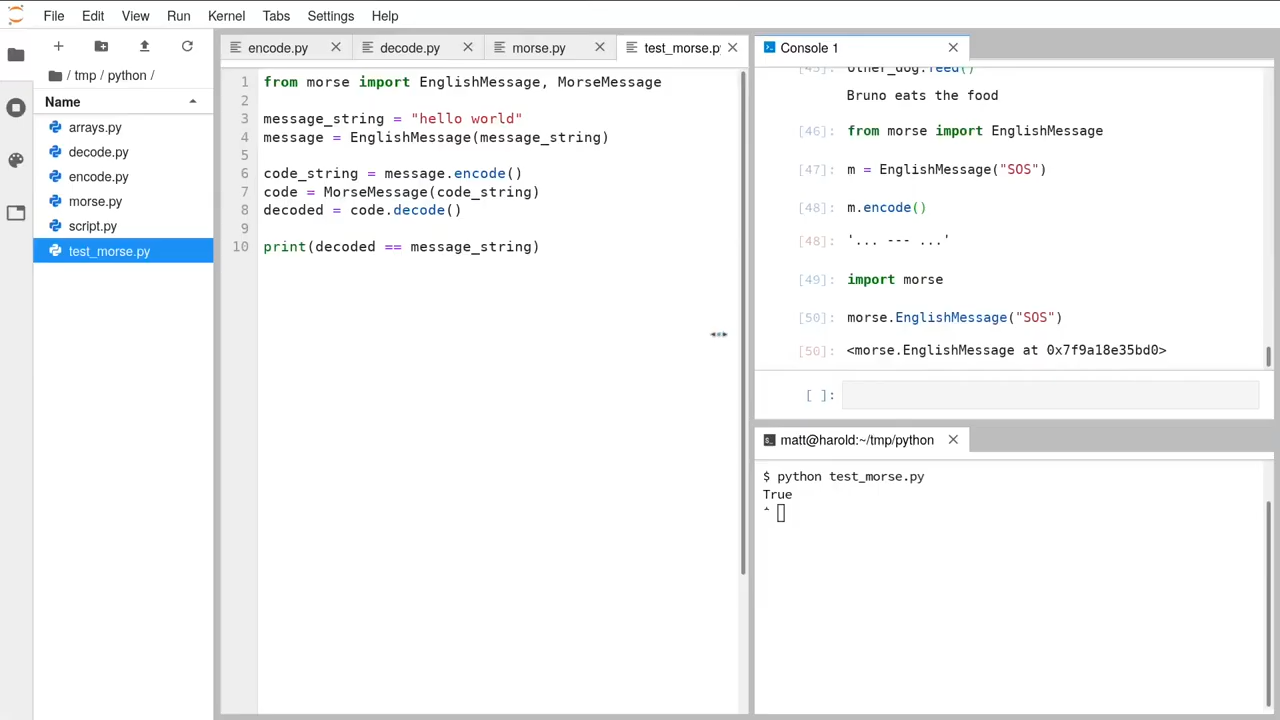 File Edit View Run Kernel Tabs Settings Help
/ tmp / python /
Name
arrays.py
decode.py
encode.py
morse.py
script.py
test_morse.py
encode.py
decode.py
morse.py
test_morse.py
1 from morse import EnglishMessage, MorseMessage
2
3 message_string = "hello world"
4 message = EnglishMessage(message_string)
5
6 code_string = message.encode()
7 code = MorseMessage(code_string)
8 decoded = code.decode()
9
10 print(decoded == message_string)
Console 1
[45]: other_dog.feed()
Bruno eats the food
[46]: from morse import EnglishMessage
[47]: m = EnglishMessage("SOS")
[48]: m.encode()
[48]: '... --- ...'
[49]: import morse
[50]: morse.EnglishMessage("SOS")
[50]: <morse.EnglishMessage at 0x7f9a18e35bd0>
[ ]:
matt@harold:~/tmp/python
$ python test_morse.py
True